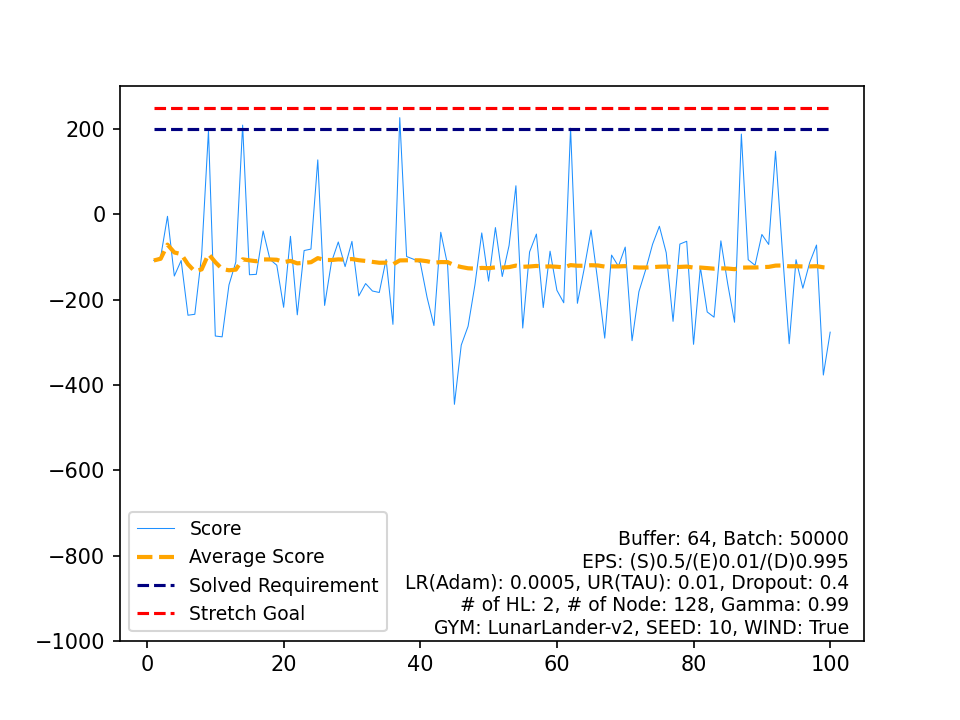 200
0
−200
−400
−600
−800
−1000
0
20
40
60
80
100
Score
Average Score
Solved Requirement
Stretch Goal
Buffer: 64, Batch: 50000
EPS: (S)0.5/(E)0.01/(D)0.995
LR(Adam): 0.0005, UR(TAU): 0.01, Dropout: 0.4
# of HL: 2, # of Node: 128, Gamma: 0.99
GYM: LunarLander-v2, SEED: 10, WIND: True